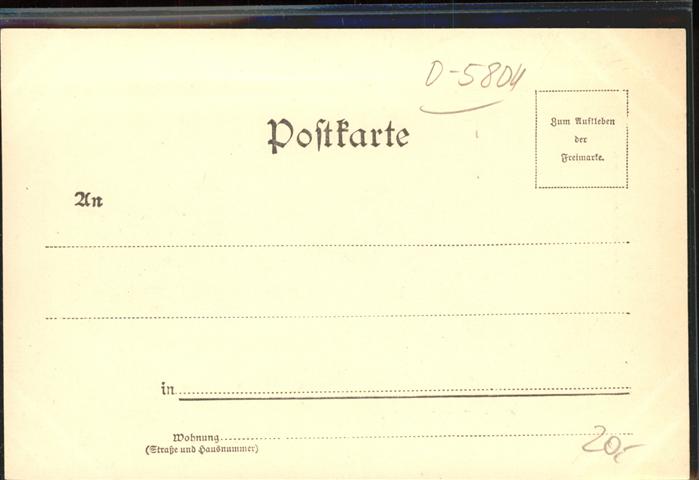 D-5804
Postkarte
Zum Aufkleben
der
Freimarke.
An
in
Wohnung
(Straße und Hausnummer)
20,-